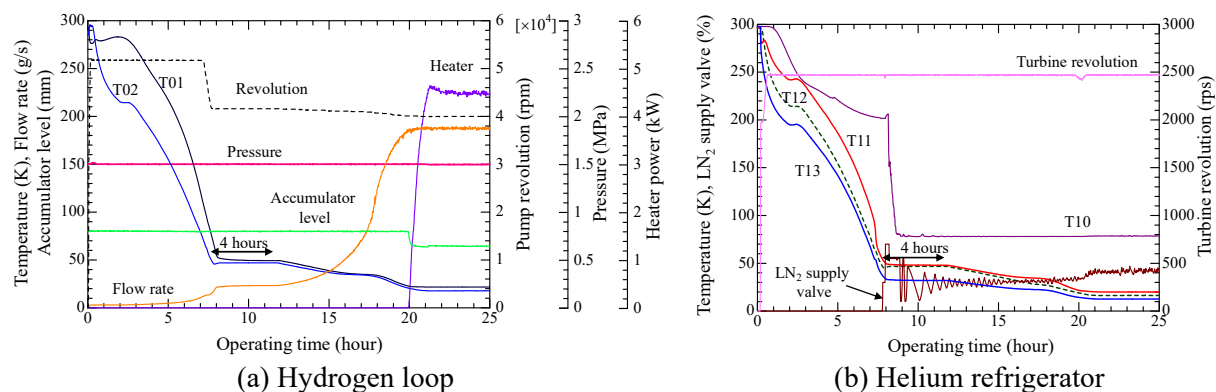 Temperature (K), Flow rate (g/s)
Accumulator level (mm)
300
250
200
150
100
50
0
0 5 10 15 20 25
Operating time (hour)
T02
T01
Revolution
Pressure
Accumulator
level
4 hours
Flow rate
Heater
[×10⁴]
6
5
4
3
2
1
0
Pump revolution (rpm)
3
2.5
2
1.5
1
0.5
0
Pressure (MPa)
6
5
4
3
2
1
0
Heater power (kW)
(a) Hydrogen loop
Temperature (K), LN₂ supply valve (%)
300
250
200
150
100
50
0
0 5 10 15 20 25
Operating time (hour)
Turbine revolution
T12
T11
T13
T10
4 hours
LN₂ supply
valve
3000
2500
2000
1500
1000
500
0
Turbine revolution (rps)
(b) Helium refrigerator